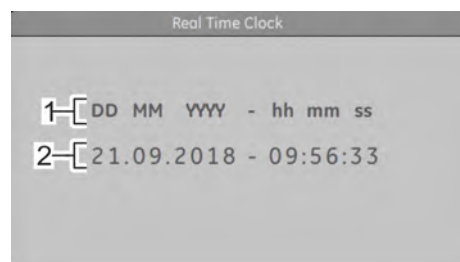 Real Time Clock
1 DD MM YYYY - hh mm ss
2 21.09.2018 - 09:56:33